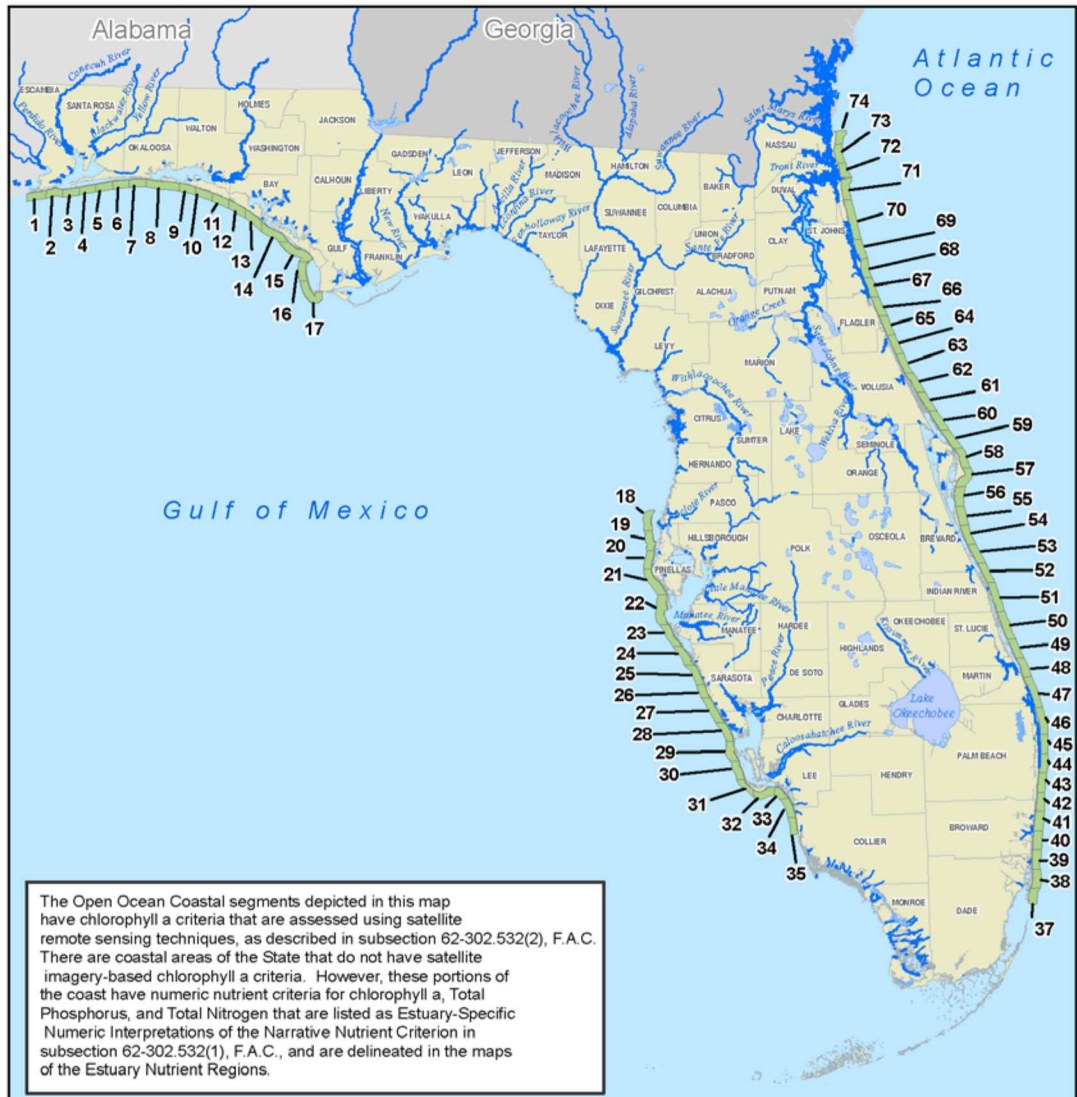 Alabama
Georgia
Atlantic
Ocean
Conecuh River
ESCAMBIA
SANTA ROSA
Blackwater River
Yellow River
Perdido River
OKALOOSA
WALTON
HOLMES
WASHINGTON
JACKSON
BAY
CALHOUN
GADSDEN
LIBERTY
LEON
GULF
FRANKLIN
New River
WAKULLA
JEFFERSON
MADISON
Alapaha River
HAMILTON
Suwannee River
TAYLOR
LAFAYETTE
SUWANNEE
COLUMBIA
BAKER
Saint Marys River
NASSAU
Trout River
DUVAL
UNION
BRADFORD
CLAY
ST. JOHNS
DIXIE
Suwannee River
GILCHRIST
ALACHUA
PUTNAM
Orange Creek
FLAGLER
LEVY
MARION
VOLUSIA
Withlacoochee River
CITRUS
SUMTER
LAKE
Wekiva River
SEMINOLE
HERNANDO
ORANGE
PASCO
HILLSBOROUGH
PINELLAS
POLK
OSCEOLA
BREVARD
INDIAN RIVER
Little Manatee River
Manatee River
MANATEE
HARDEE
Peace River
OKEECHOBEE
ST. LUCIE
HIGHLANDS
SARASOTA
DE SOTO
MARTIN
CHARLOTTE
GLADES
Lake
Okeechobee
Caloosahatchee River
LEE
HENDRY
PALM BEACH
COLLIER
BROWARD
MONROE
DADE
Gulf of Mexico
1
2
3
4
5
6
7
8
9
10
11
12
13
14
15
16
17
18
19
20
21
22
23
24
25
26
27
28
29
30
31
32
33
34
35
74
73
72
71
70
69
68
67
66
65
64
63
62
61
60
59
58
57
56
55
54
53
52
51
50
49
48
47
46
45
44
43
42
41
40
39
38
37
The Open Ocean Coastal segments depicted in this map
have chlorophyll a criteria that are assessed using satellite
remote sensing techniques, as described in subsection 62-302.532(2), F.A.C.
There are coastal areas of the State that do not have satellite
imagery-based chlorophyll a criteria. However, these portions of
the coast have numeric nutrient criteria for chlorophyll a, Total
Phosphorus, and Total Nitrogen that are listed as Estuary-Specific
Numeric Interpretations of the Narrative Nutrient Criterion in
subsection 62-302.532(1), F.A.C., and are delineated in the maps
of the Estuary Nutrient Regions.